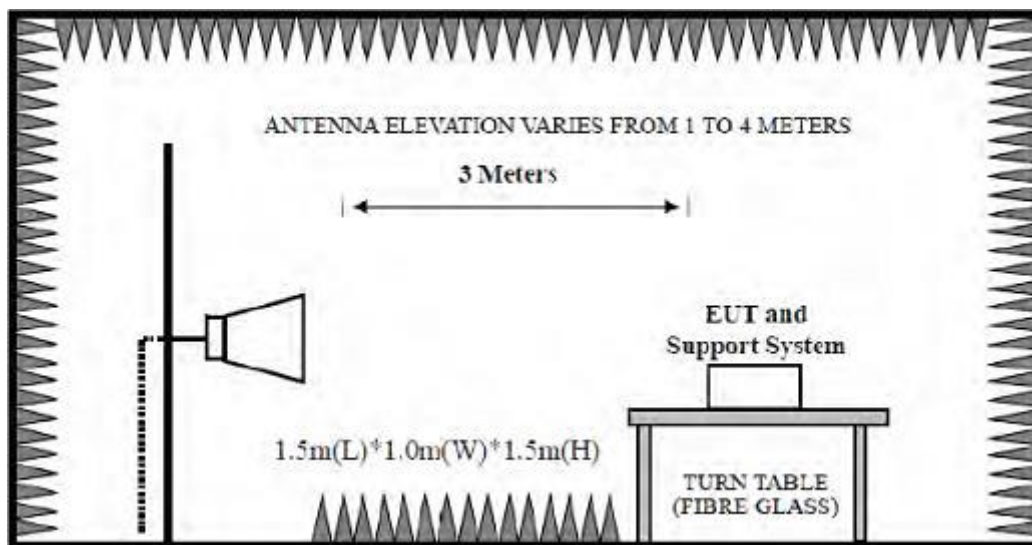 ANTENNA ELEVATION VARIES FROM 1 TO 4 METERS
3 Meters
EUT and
Support System
1.5m(L)*1.0m(W)*1.5m(H)
TURN TABLE
(FIBRE GLASS)